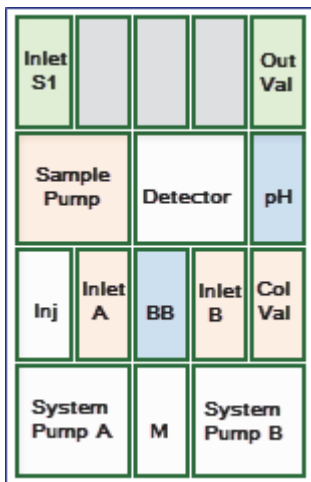 Inlet
S1
Out
Val
Sample
Pump
Detector
pH
Inj
Inlet
A
BB
Inlet
B
Col
Val
System
Pump A
M
System
Pump B